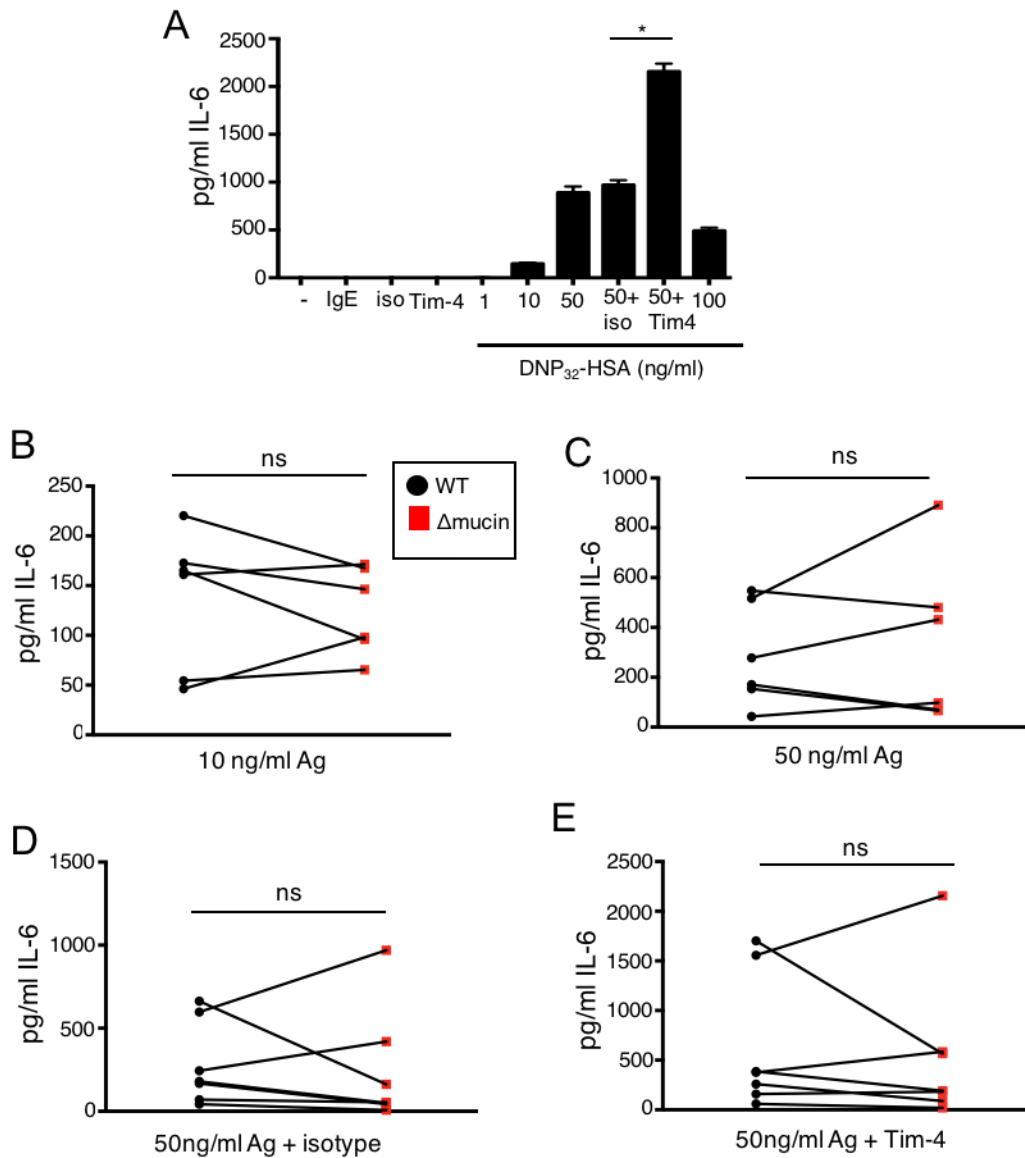 A
*
2500
2000
1500
1000
500
0
pg/ml IL-6
- IgE iso Tim-4 1 10 50 50+ iso 50+ Tim4 100
DNP₃₂-HSA (ng/ml)
B
ns
250
200
150
100
50
0
pg/ml IL-6
10 ng/ml Ag
WT
Δmucin
C
ns
1000
800
600
400
200
0
pg/ml IL-6
50 ng/ml Ag
D
ns
1500
1000
500
0
pg/ml IL-6
50ng/ml Ag + isotype
E
ns
2500
2000
1500
1000
500
0
pg/ml IL-6
50ng/ml Ag + Tim-4